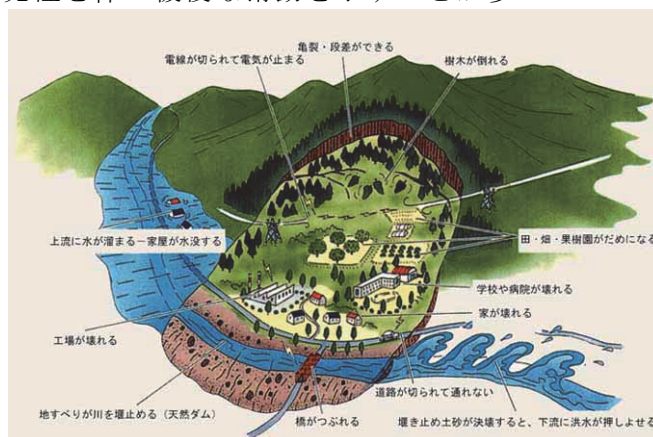 亀裂・段差ができる
電線が切られて電気が止まる
樹木が倒れる
上流に水が溜まる－家屋が水没する
田・畑・果樹園がだめになる
学校や病院が壊れる
家が壊れる
工場が壊れる
道路が切られて通れない
地すべりが川を堰止める（天然ダム）
橋がつぶれる
堰き止め土砂が決壊すると、下流に洪水が押しよせる